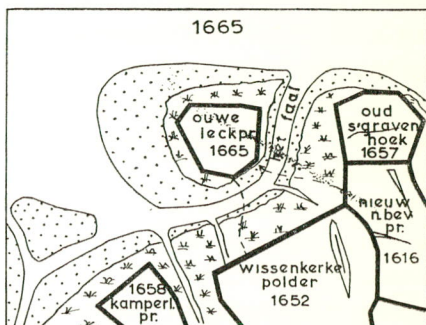 1665
ouwe
leckpr.
1665
het faal
oud
s'graven
hoek
1657
nieuw
n.bev.
pr.
1616
wissenkerke
polder
1652
1658
kamperl.
pr.